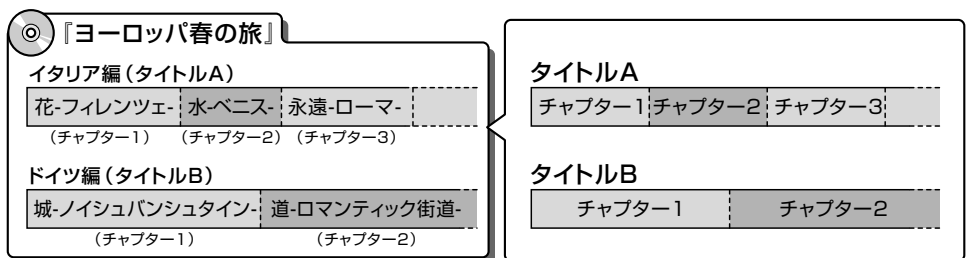 『ヨーロッパ春の旅』
イタリア編（タイトルA）
花-フィレンツェ- 水-ベニス- 永遠-ローマ-
（チャプター1） （チャプター2） （チャプター3）
ドイツ編（タイトルB）
城-ノイシュバンシュタイン- 道-ロマンティック街道-
（チャプター1） （チャプター2）
タイトルA
チャプター1 チャプター2 チャプター3
タイトルB
チャプター1 チャプター2